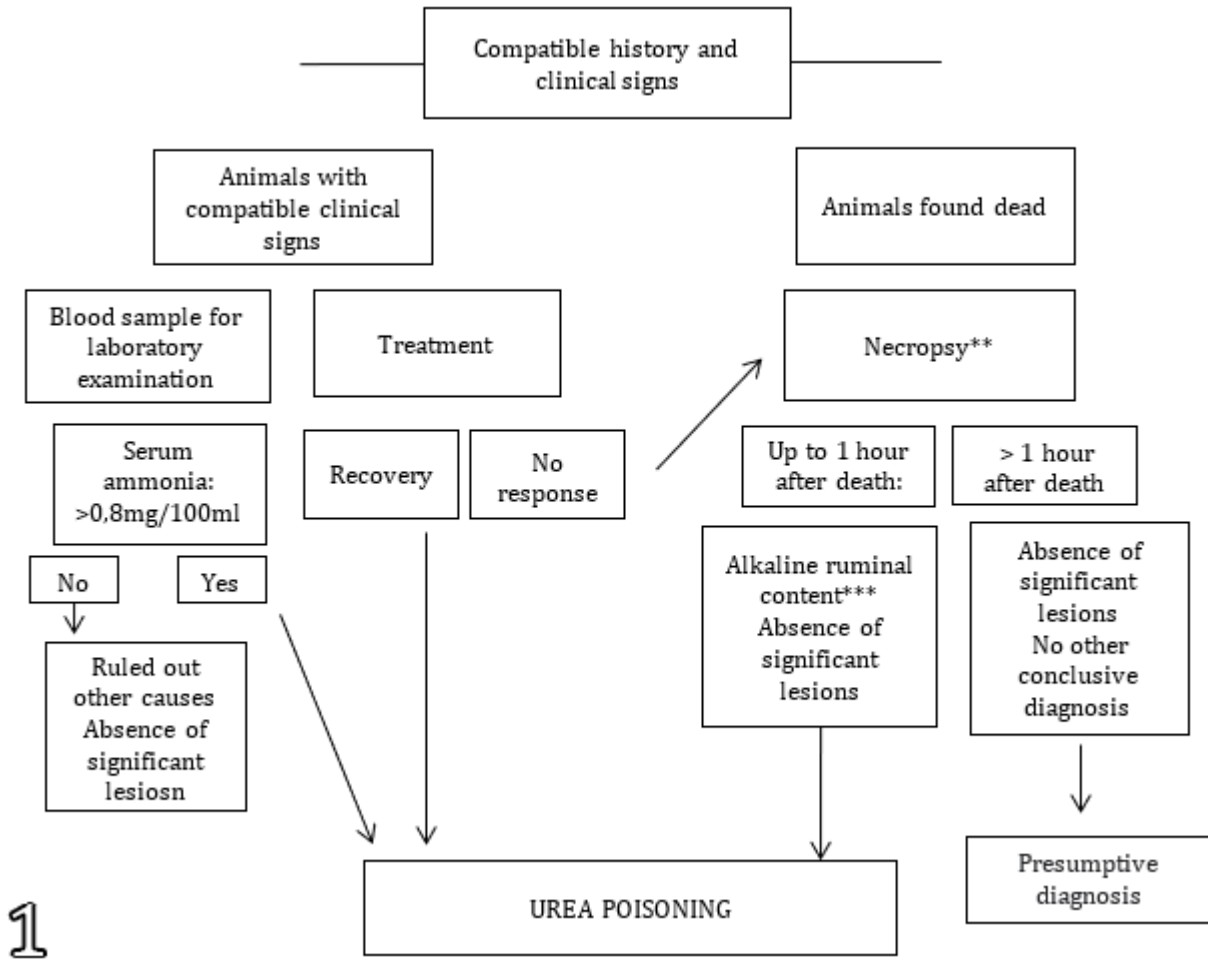 Compatible history and
clinical signs
Animals with
compatible clinical
signs
Animals found dead
Blood sample for
laboratory
examination
Treatment
Necropsy**
Serum
ammonia:
>0,8mg/100ml
Recovery
No
response
Up to 1 hour
after death:
> 1 hour
after death
No
Yes
Ruled out
other causes
Absence of
significant
lesiosn
Alkaline ruminal
content***
Absence of
significant
lesions
Absence of
significant
lesions
No other
conclusive
diagnosis
UREA POISONING
Presumptive
diagnosis
1